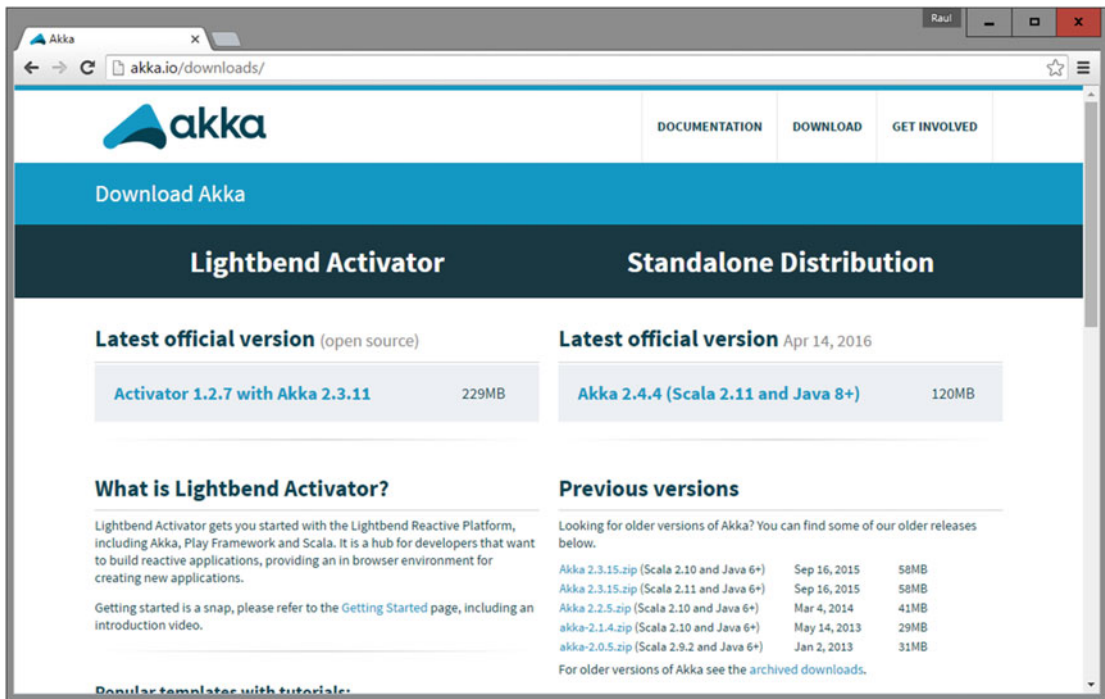 Raul
Akka
akka.io/downloads/
akka
DOCUMENTATION DOWNLOAD GET INVOLVED
Download Akka
Lightbend Activator
Standalone Distribution
Latest official version (open source)
Activator 1.2.7 with Akka 2.3.11 229MB
What is Lightbend Activator?
Lightbend Activator gets you started with the Lightbend Reactive Platform,
including Akka, Play Framework and Scala. It is a hub for developers that want
to build reactive applications, providing an in browser environment for
creating new applications.
Getting started is a snap, please refer to the Getting Started page, including an
introduction video.
Popular templates with tutorials:
Latest official version Apr 14, 2016
Akka 2.4.4 (Scala 2.11 and Java 8+) 120MB
Previous versions
Looking for older versions of Akka? You can find some of our older releases
below.
Akka 2.3.15.zip (Scala 2.10 and Java 6+) Sep 16, 2015 58MB
Akka 2.3.15.zip (Scala 2.11 and Java 6+) Sep 16, 2015 58MB
Akka 2.2.5.zip (Scala 2.10 and Java 6+) Mar 4, 2014 41MB
akka-2.1.4.zip (Scala 2.10 and Java 6+) May 14, 2013 29MB
akka-2.0.5.zip (Scala 2.9.2 and Java 6+) Jan 2, 2013 31MB
For older versions of Akka see the archived downloads.